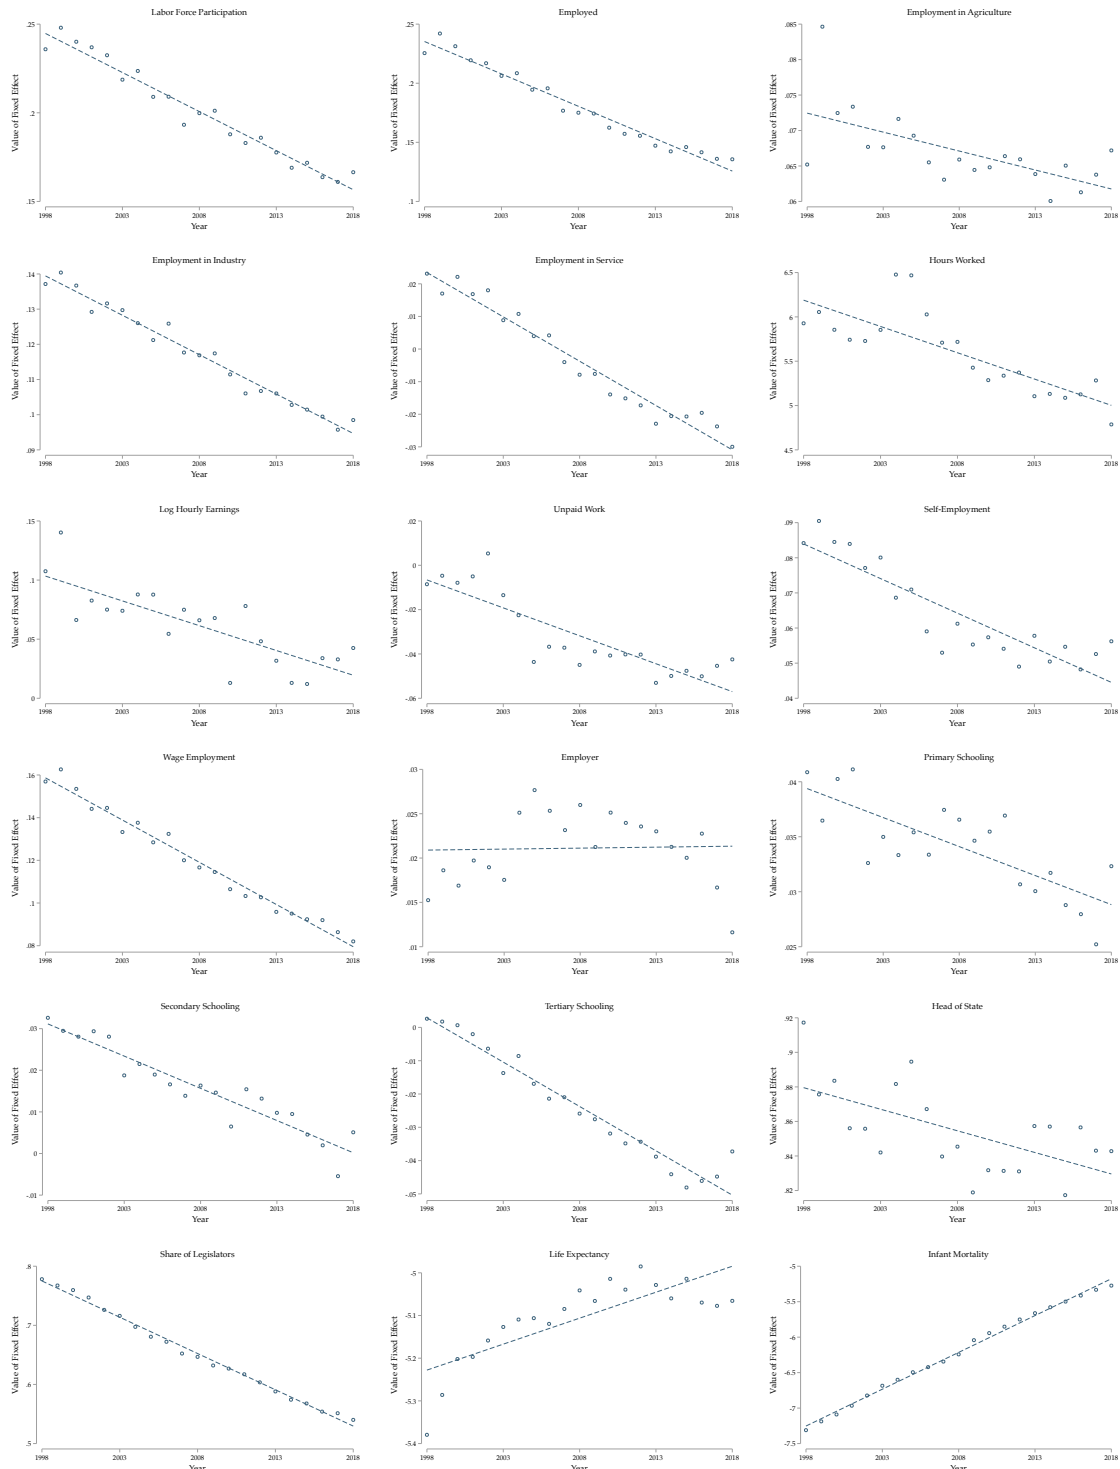 Labor Force Participation
Value of Fixed Effect
.25
.2
.15
1998 2003 2008 2013 2018
Year
Employed
Value of Fixed Effect
.25
.2
.15
.1
1998 2003 2008 2013 2018
Year
Employment in Agriculture
Value of Fixed Effect
.085
.08
.075
.07
.065
.06
1998 2003 2008 2013 2018
Year
Employment in Industry
Value of Fixed Effect
.14
.13
.12
.11
.1
.09
1998 2003 2008 2013 2018
Year
Employment in Service
Value of Fixed Effect
.02
.01
0
-.01
-.02
-.03
1998 2003 2008 2013 2018
Year
Hours Worked
Value of Fixed Effect
6.5
6
5.5
5
4.5
1998 2003 2008 2013 2018
Year
Log Hourly Earnings
Value of Fixed Effect
.15
.1
.05
0
1998 2003 2008 2013 2018
Year
Unpaid Work
Value of Fixed Effect
.02
0
-.02
-.04
-.06
1998 2003 2008 2013 2018
Year
Self-Employment
Value of Fixed Effect
.09
.08
.07
.06
.05
.04
1998 2003 2008 2013 2018
Year
Wage Employment
Value of Fixed Effect
.16
.14
.12
.1
.08
1998 2003 2008 2013 2018
Year
Employer
Value of Fixed Effect
.03
.025
.02
.015
.01
1998 2003 2008 2013 2018
Year
Primary Schooling
Value of Fixed Effect
.04
.035
.03
.025
1998 2003 2008 2013 2018
Year
Secondary Schooling
Value of Fixed Effect
.03
.02
.01
0
-.01
1998 2003 2008 2013 2018
Year
Tertiary Schooling
Value of Fixed Effect
0
-.01
-.02
-.03
-.04
-.05
1998 2003 2008 2013 2018
Year
Head of State
Value of Fixed Effect
.92
.9
.88
.86
.84
.82
1998 2003 2008 2013 2018
Year
Share of Legislators
Value of Fixed Effect
.8
.7
.6
.5
1998 2003 2008 2013 2018
Year
Life Expectancy
Value of Fixed Effect
-5
-5.1
-5.2
-5.3
-5.4
1998 2003 2008 2013 2018
Year
Infant Mortality
Value of Fixed Effect
-5
-5.5
-6
-6.5
-7
-7.5
1998 2003 2008 2013 2018
Year